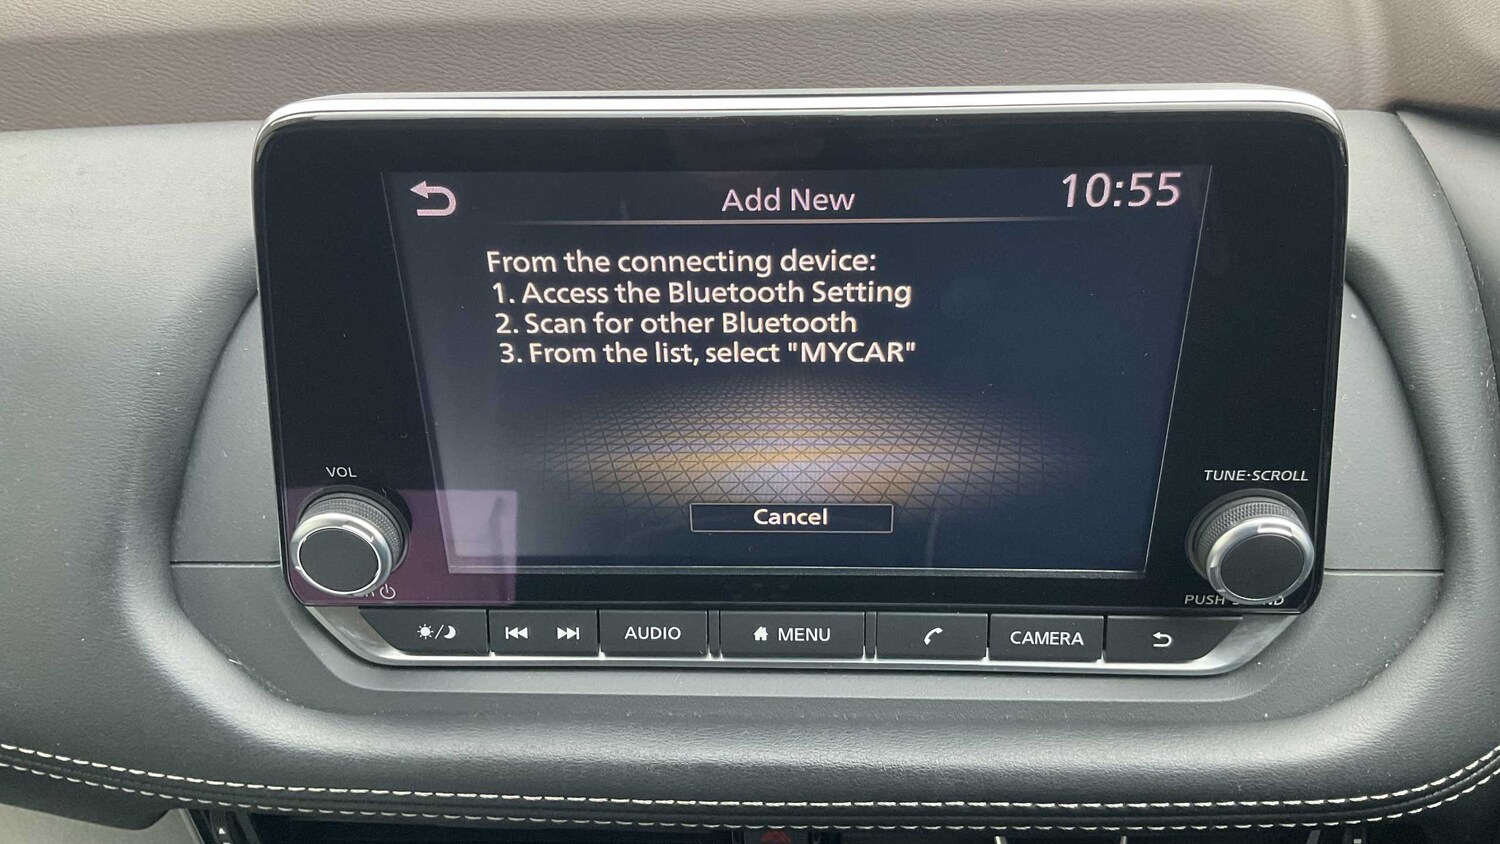 Add New
10:55
From the connecting device:
1. Access the Bluetooth Setting
2. Scan for other Bluetooth
3. From the list, select "MYCAR"
Cancel
VOL
TUNE·SCROLL
PUSH
AUDIO
MENU
CAMERA